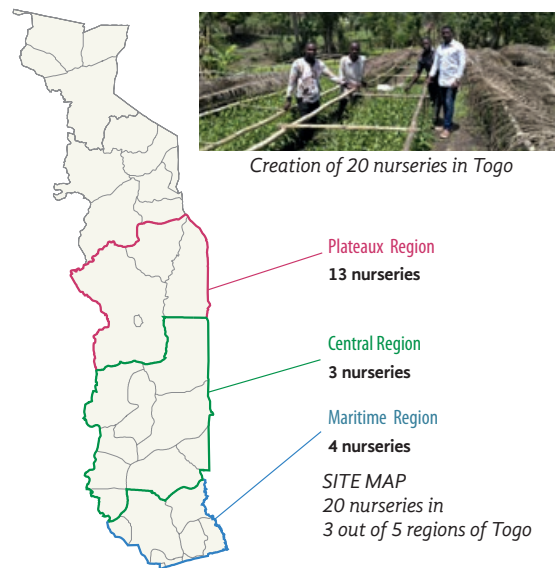 Creation of 20 nurseries in Togo
Plateaux Region
13 nurseries
Central Region
3 nurseries
Maritime Region
4 nurseries
SITE MAP
20 nurseries in
3 out of 5 regions of Togo